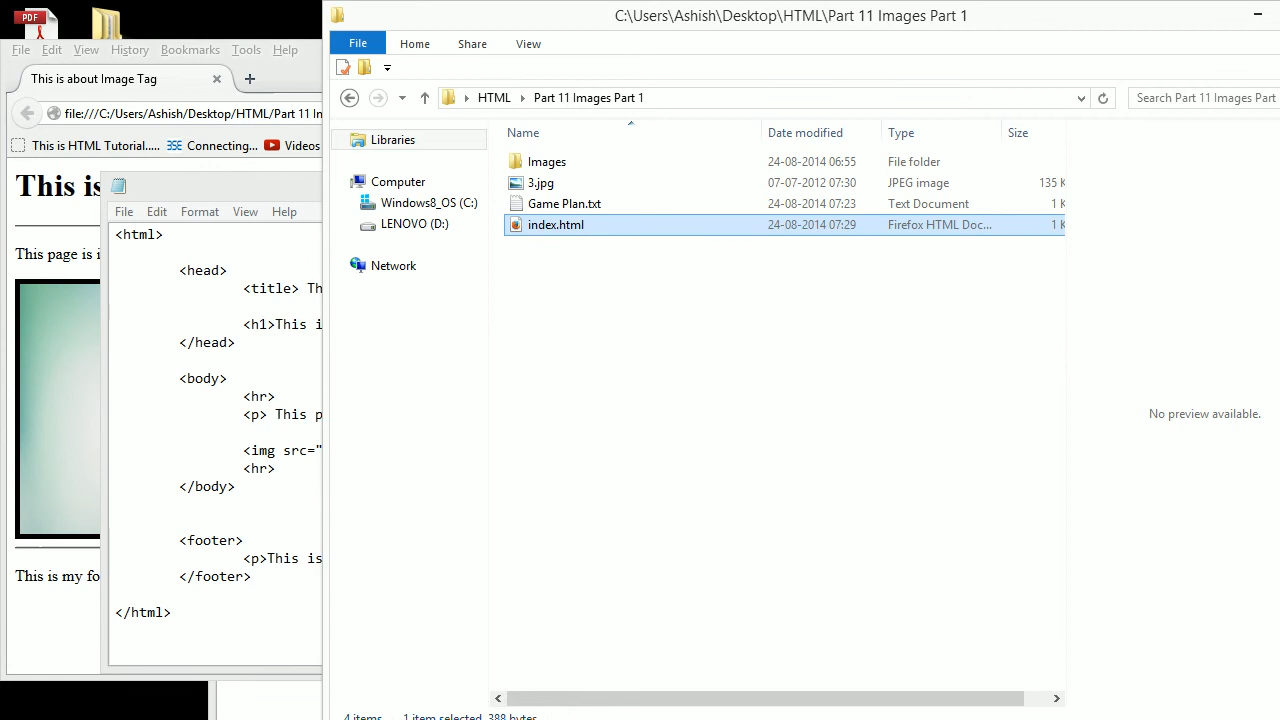 PDF
File Edit View History Bookmarks Tools Help
This is about Image Tag
file:///C:/Users/Ashish/Desktop/HTML/Part 11 In
This is HTML Tutorial..... Connecting... Videos
This is
This page is i
This is my fo
File Edit Format View Help
<html>
<head>
<title> Th
<h1>This i
</head>
<body>
<hr>
<p> This p
<img src="
<hr>
</body>
<footer>
<p>This is
</footer>
</html>
C:\Users\Ashish\Desktop\HTML\Part 11 Images Part 1
File Home Share View
HTML Part 11 Images Part 1
Search Part 11 Images Part
Libraries
Computer
Windows8_OS (C:)
LENOVO (D:)
Network
Name Date modified Type Size
Images 24-08-2014 06:55 File folder
3.jpg 07-07-2012 07:30 JPEG image 135 K
Game Plan.txt 24-08-2014 07:23 Text Document 1 K
index.html 24-08-2014 07:29 Firefox HTML Doc... 1 K
No preview available.
4 items 1 item selected 388 bytes